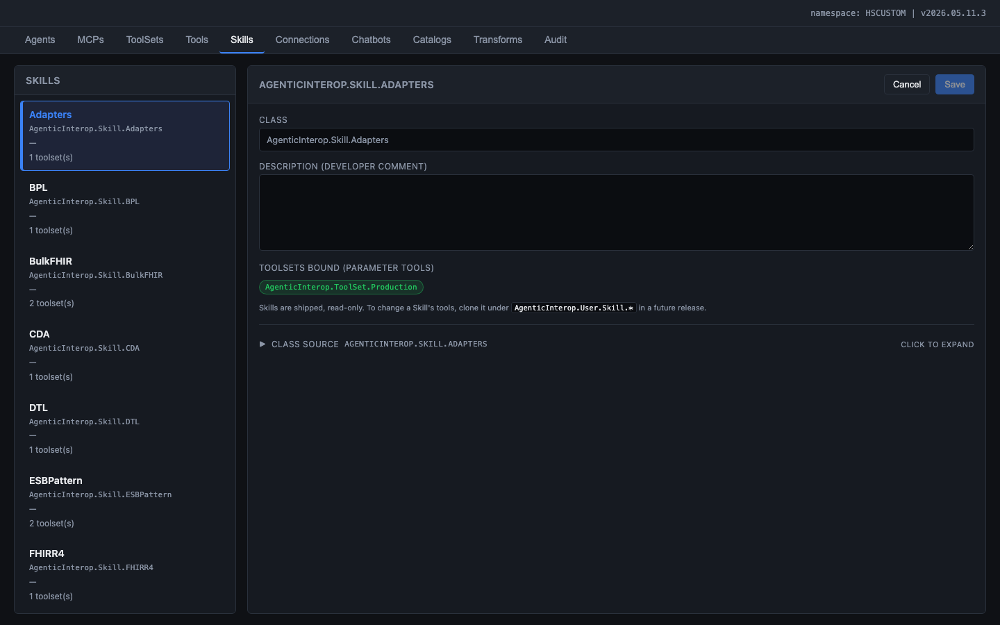 namespace: HSCUSTOM | v2026.05.11.3
Agents MCPs ToolSets Tools Skills Connections Chatbots Catalogs Transforms Audit
SKILLS
Adapters
AgenticInterop.Skill.Adapters
—
1 toolset(s)
BPL
AgenticInterop.Skill.BPL
—
1 toolset(s)
BulkFHIR
AgenticInterop.Skill.BulkFHIR
—
2 toolset(s)
CDA
AgenticInterop.Skill.CDA
—
1 toolset(s)
DTL
AgenticInterop.Skill.DTL
—
1 toolset(s)
ESBPattern
AgenticInterop.Skill.ESBPattern
—
2 toolset(s)
FHIRR4
AgenticInterop.Skill.FHIRR4
—
1 toolset(s)
AGENTICINTEROP.SKILL.ADAPTERS
Cancel Save
CLASS
AgenticInterop.Skill.Adapters
DESCRIPTION (DEVELOPER COMMENT)
TOOLSETS BOUND (PARAMETER TOOLS)
AgenticInterop.ToolSet.Production
Skills are shipped, read-only. To change a Skill's tools, clone it under AgenticInterop.User.Skill.* in a future release.
▶ CLASS SOURCE AGENTICINTEROP.SKILL.ADAPTERS CLICK TO EXPAND